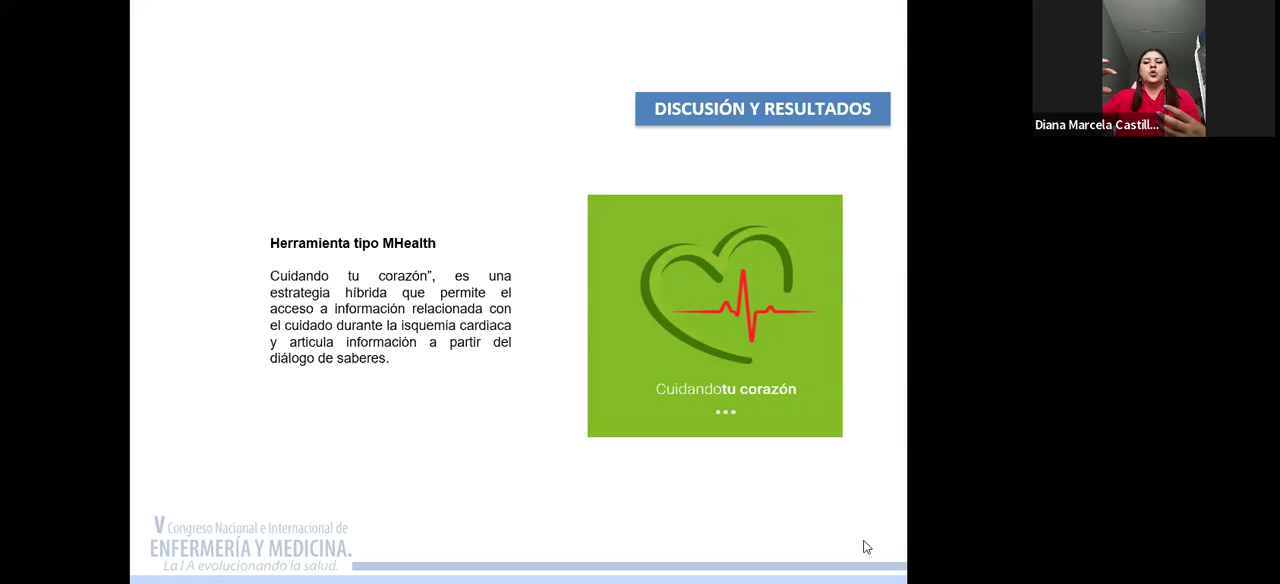 DISCUSIÓN Y RESULTADOS
Diana Marcela Castill...
Herramienta tipo MHealth
Cuidando tu corazón”, es una
estrategia híbrida que permite el
acceso a información relacionada con
el cuidado durante la isquemia cardiaca
y articula información a partir del
diálogo de saberes.
Cuidandotu corazón
V Congreso Nacional e Internacional de
ENFERMERÍA Y MEDICINA.
La I A evolucionando la salud.